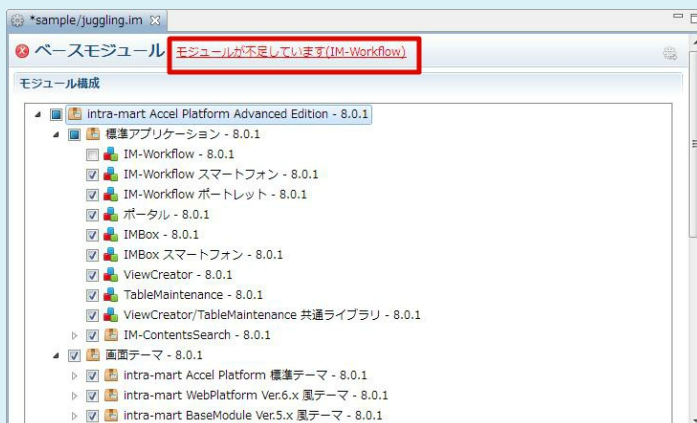 *sample/juggling.im
ベースモジュール モジュールが不足しています(IM-Workflow)
モジュール構成
intra-mart Accel Platform Advanced Edition - 8.0.1
標準アプリケーション - 8.0.1
IM-Workflow - 8.0.1
IM-Workflow スマートフォン - 8.0.1
IM-Workflow ポートレット - 8.0.1
ポータル - 8.0.1
IMBox - 8.0.1
IMBox スマートフォン - 8.0.1
ViewCreator - 8.0.1
TableMaintenance - 8.0.1
ViewCreator/TableMaintenance 共通ライブラリ - 8.0.1
IM-ContentsSearch - 8.0.1
画面テーマ - 8.0.1
intra-mart Accel Platform 標準テーマ - 8.0.1
intra-mart WebPlatform Ver.6.x 風テーマ - 8.0.1
intra-mart BaseModule Ver.5.x 風テーマ - 8.0.1